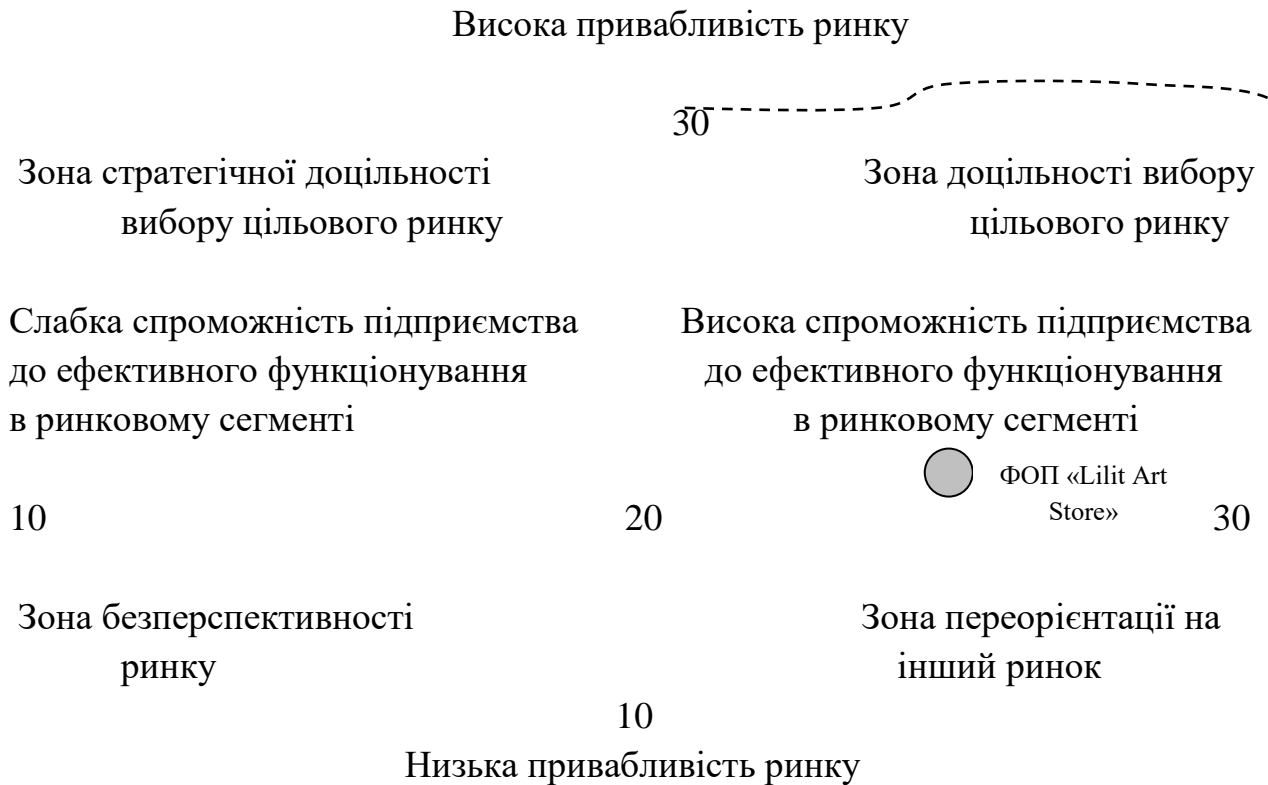 Висока привабливість ринку
30
Зона стратегічної доцільності
вибору цільового ринку
Зона доцільності вибору
цільового ринку
Слабка спроможність підприємства
до ефективного функціонування
в ринковому сегменті
Висока спроможність підприємства
до ефективного функціонування
в ринковому сегменті
ФОП «Lilit Art
Store»
10
20
30
Зона безперспективності
ринку
Зона переорієнтації на
інший ринок
10
Низька привабливість ринку